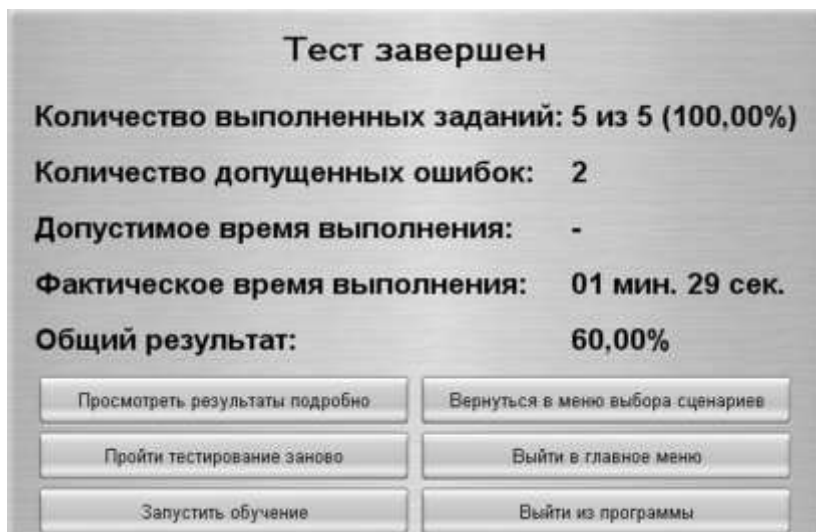 Тест завершен
Количество выполненных заданий: 5 из 5 (100,00%)
Количество допущенных ошибок: 2
Допустимое время выполнения: -
Фактическое время выполнения: 01 мин. 29 сек.
Общий результат: 60,00%
Просмотреть результаты подробно Вернуться в меню выбора сценариев
Пройти тестирование заново Выйти в главное меню
Запустить обучение Выйти из программы